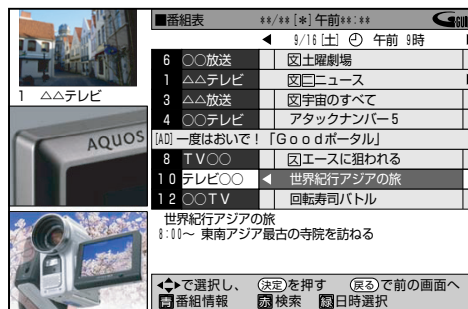 ■番組表 **/**[*]午前**:** GGUI
◀ 9/16[土] 午前 9時
6 ○○放送 図土曜劇場
1 △△テレビ 図二ニュース
1 △△テレビ
3 △△放送 図宇宙のすべて
4 ○○テレビ アタックナンバー5
[AD]一度はおいで!「Goodポータル」
AQUOS
8 TV○○ 図エースに狙われる
10 テレビ○○ ◀ 世界紀行アジアの旅
12 ○○TV 回転寿司バトル
世界紀行アジアの旅
8:00~ 東南アジア最古の寺院を訪ねる
で選択し、 決定を押す 戻るで前の画面へ
青番組情報 赤検索 緑日時選択